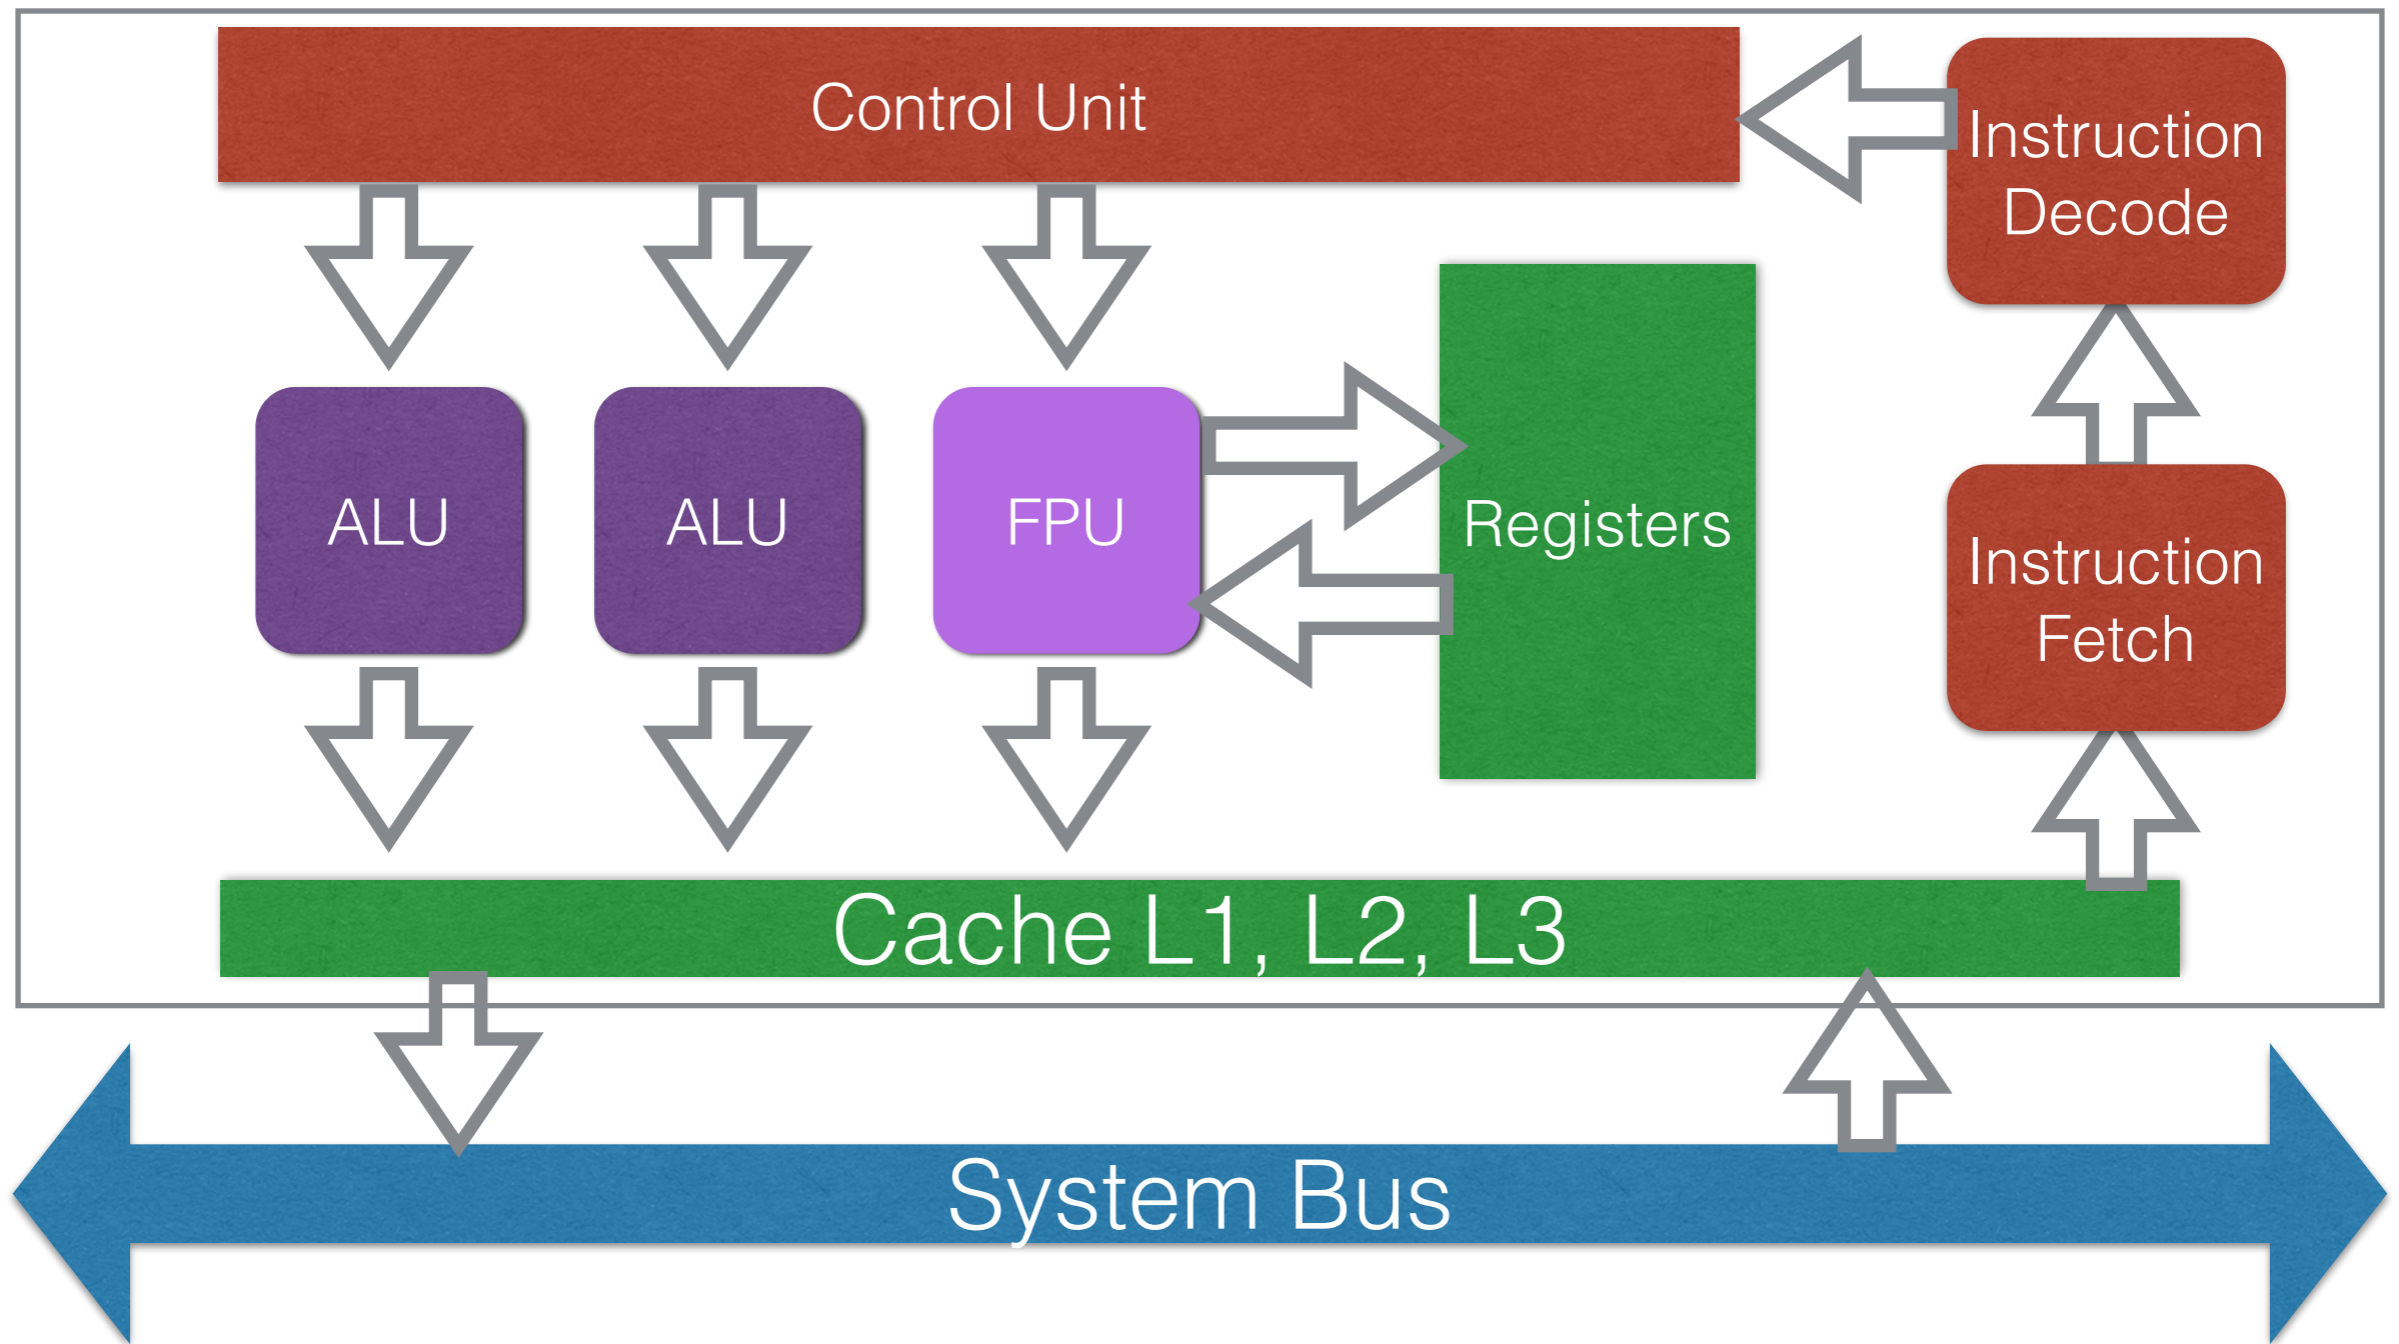 Control Unit
Instruction
Decode
ALU
ALU
FPU
Registers
Instruction
Fetch
Cache L1, L2, L3
System Bus